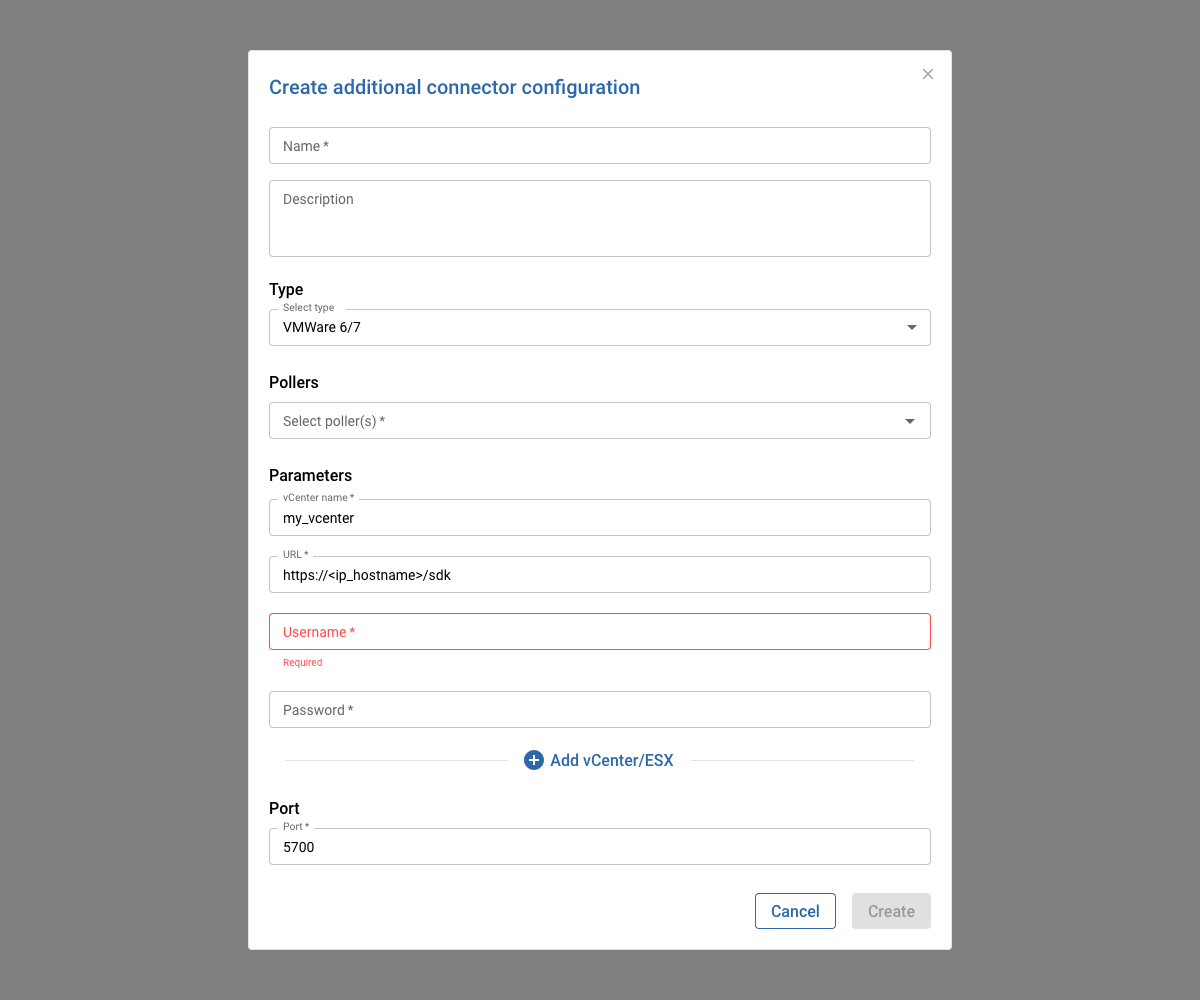 Create additional connector configuration
Name *
Description
Type
Select type
VMWare 6/7
Pollers
Select poller(s) *
Parameters
vCenter name *
my_vcenter
URL *
https://<ip_hostname>/sdk
Username *
Required
Password *
Add vCenter/ESX
Port
Port *
5700
Cancel
Create